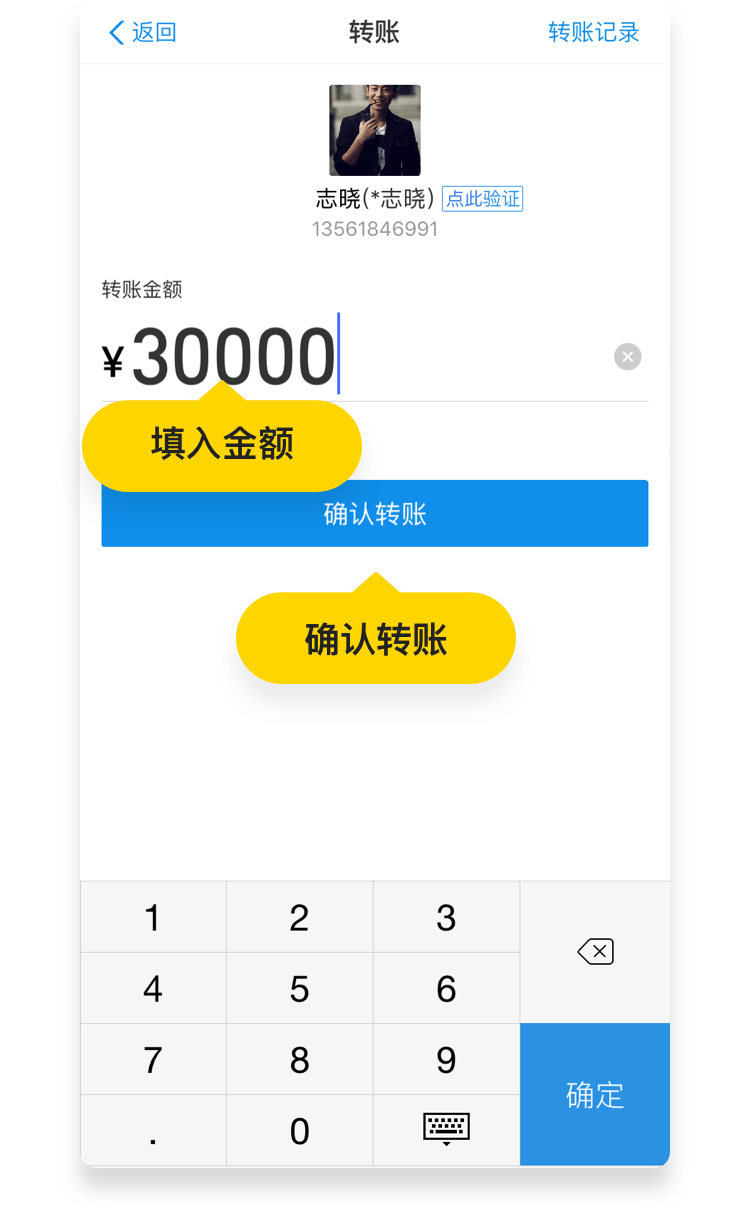 返回 转账 转账记录
志晓(*志晓) 点此验证
13561846991
转账金额
¥30000
填入金额
确认转账
确认转账
1 2 3
4 5 6
7 8 9
确定
. 0